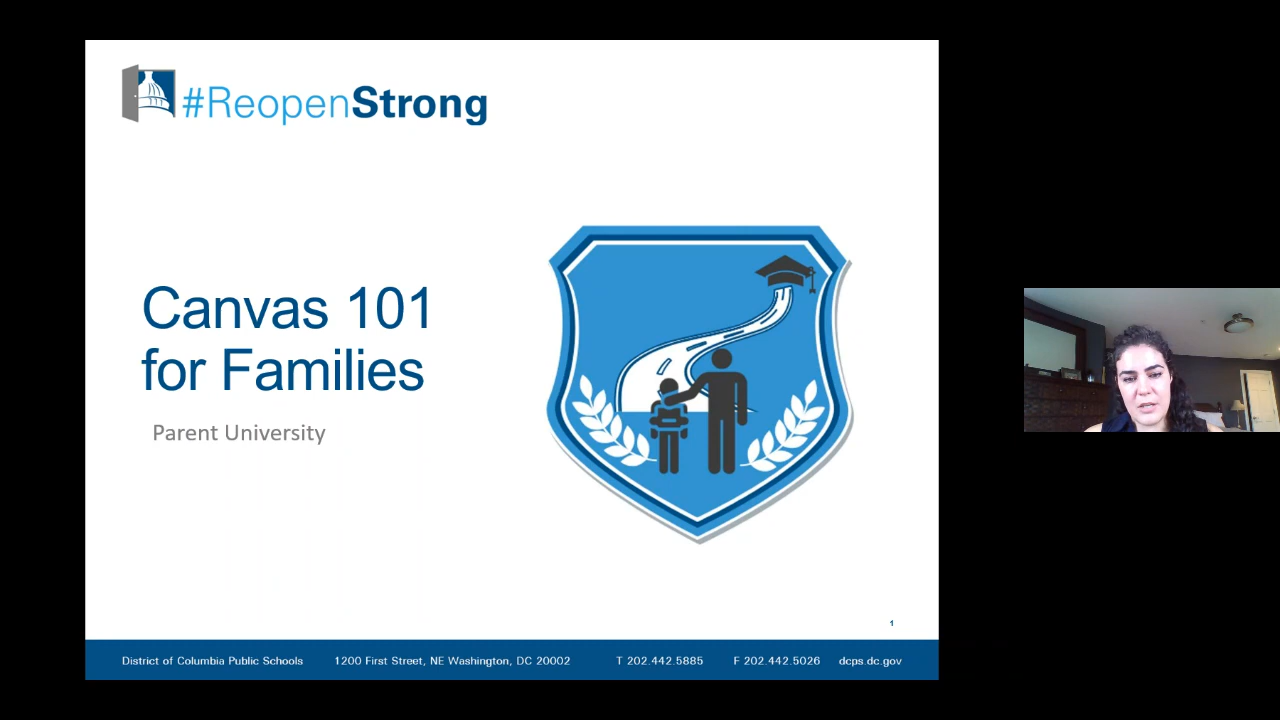 #ReopenStrong
Canvas 101
for Families
Parent University
1
District of Columbia Public Schools 1200 First Street, NE Washington, DC 20002 T 202.442.5885 F 202.442.5026 dcps.dc.gov